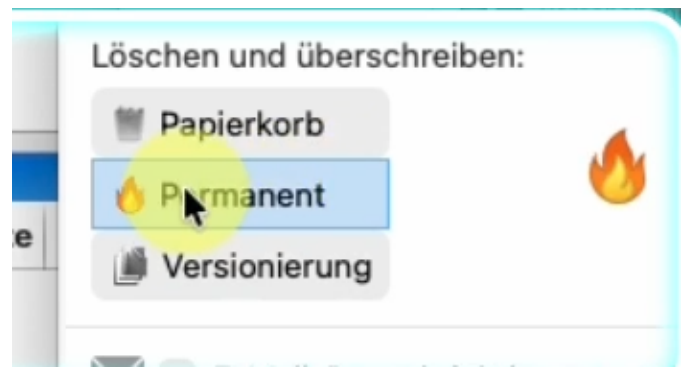 Löschen und überschreiben:
Papierkorb
Permanent
Versionierung